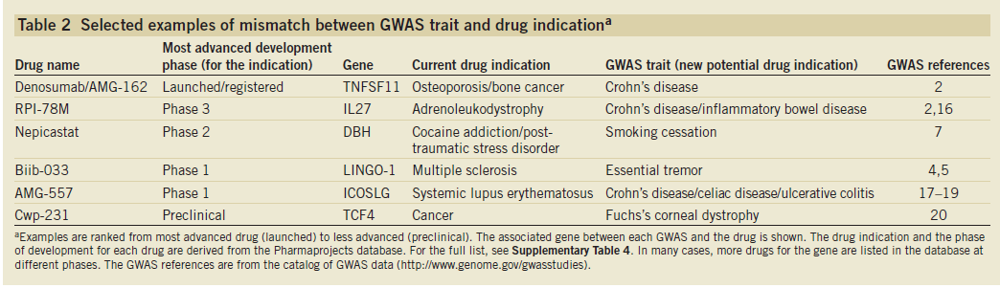 Table 2 Selected examples of mismatch between GWAS trait and drug indicationª
Most advanced development
Drug name phase (for the indication) Gene Current drug indication GWAS trait (new potential drug indication) GWAS references
Denosumab/AMG-162 Launched/registered TNFSF11 Osteoporosis/bone cancer Crohn's disease 2
RPI-78M Phase 3 IL27 Adrenoleukodystrophy Crohn's disease/inflammatory bowel disease 2,16
Nepicastat Phase 2 DBH Cocaine addiction/post- Smoking cessation 7
traumatic stress disorder
Biib-033 Phase 1 LINGO-1 Multiple sclerosis Essential tremor 4,5
AMG-557 Phase 1 ICOSLG Systemic lupus erythematosus Crohn's disease/celiac disease/ulcerative colitis 17–19
Cwp-231 Preclinical TCF4 Cancer Fuchs's corneal dystrophy 20
ªExamples are ranked from most advanced drug (launched) to less advanced (preclinical). The associated gene between each GWAS and the drug is shown. The drug indication and the phase
of development for each drug are derived from the Pharmaprojects database. For the full list, see Supplementary Table 4. In many cases, more drugs for the gene are listed in the database at
different phases. The GWAS references are from the catalog of GWAS data (http://www.genome.gov/gwasstudies).